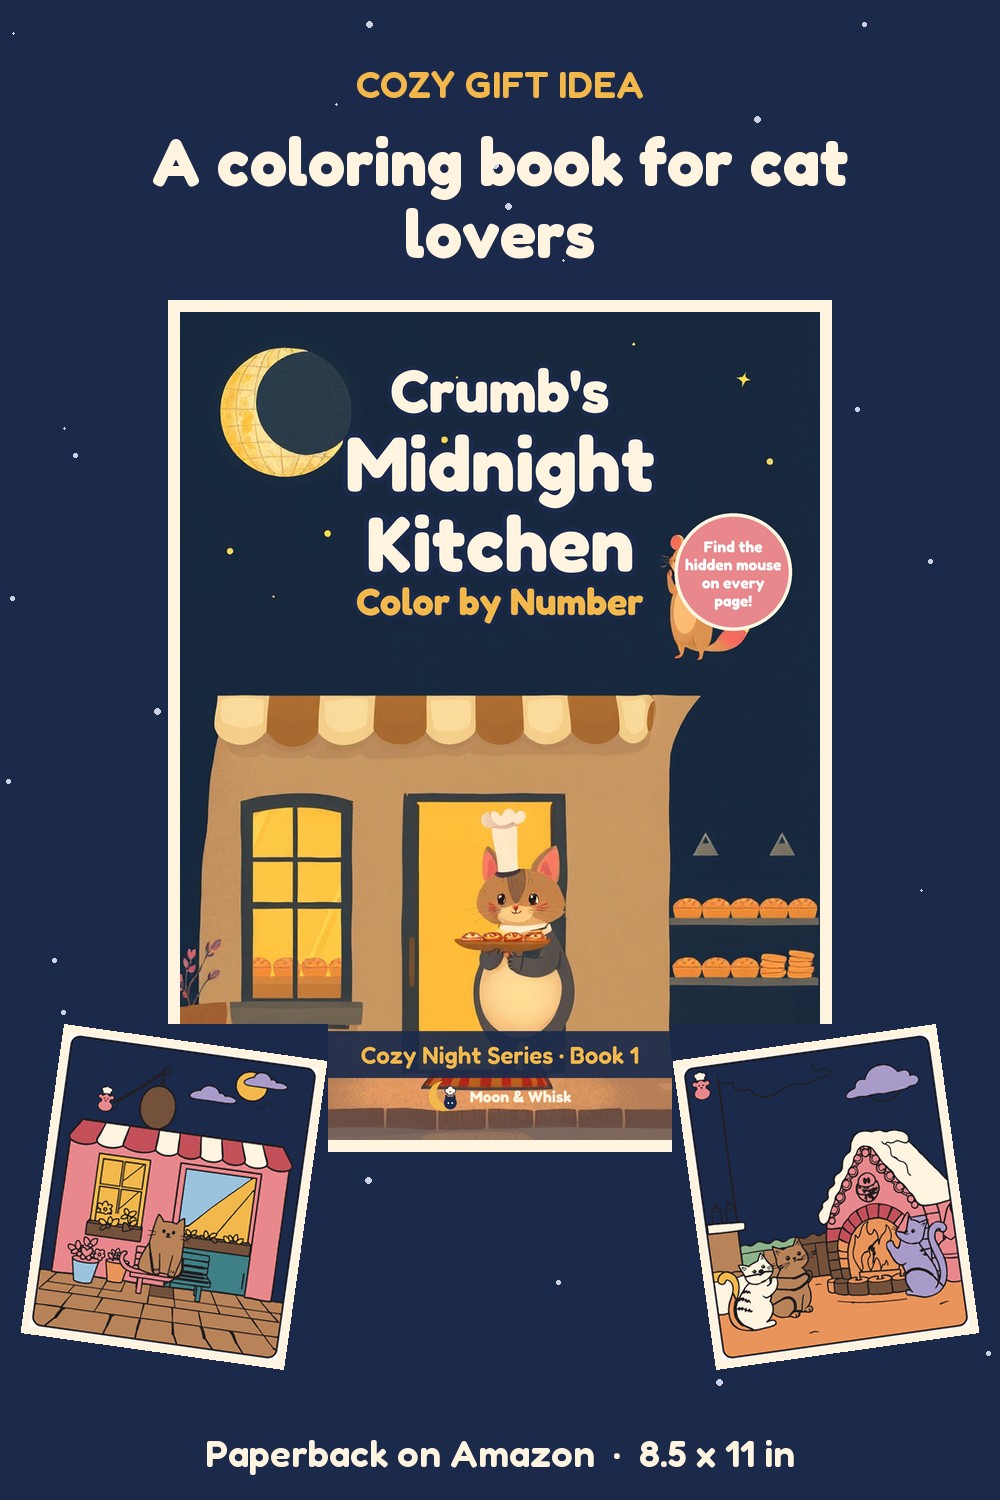 COZY GIFT IDEA
A coloring book for cat
lovers
Crumb's
Midnight
Kitchen
Color by Number
Find the
hidden mouse
on every
page!
Cozy Night Series · Book 1
Moon & Whisk
Paperback on Amazon · 8.5 x 11 in